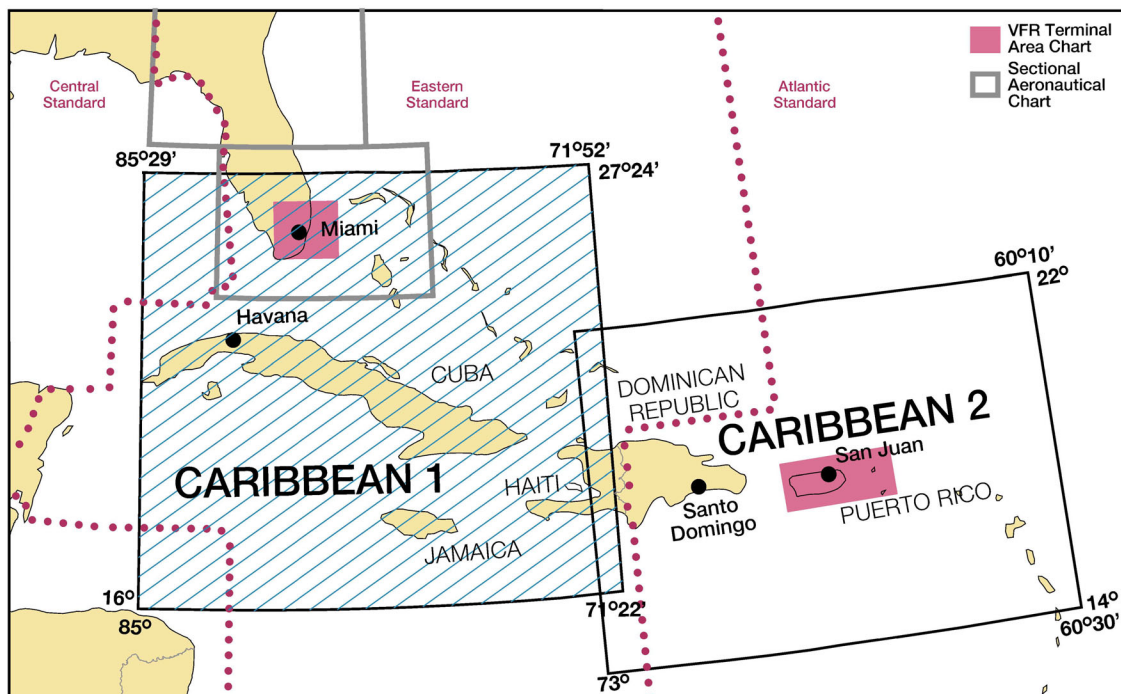 VFR Terminal
Area Chart
Sectional
Aeronautical
Chart
Central
Standard
Eastern
Standard
Atlantic
Standard
85°29’
71°52’
27°24’
Miami
60°10’
22°
Havana
CUBA
DOMINICAN
REPUBLIC
CARIBBEAN 2
San Juan
CARIBBEAN 1
HAITI
Santo
Domingo
PUERTO RICO
JAMAICA
16°
85°
71°22’
14°
60°30’
73°